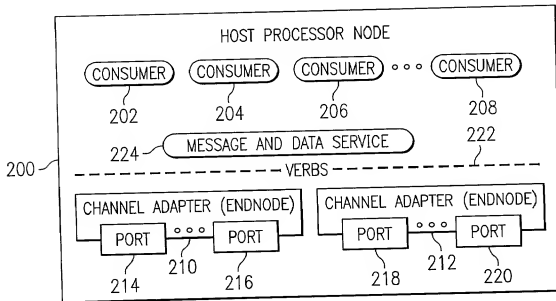 HOST PROCESSOR NODE
CONSUMER CONSUMER CONSUMER CONSUMER
202 204 206 208
224 MESSAGE AND DATA SERVICE 222
200 VERBS
CHANNEL ADAPTER (ENDNODE) CHANNEL ADAPTER (ENDNODE)
PORT PORT PORT PORT
214 210 216 218 212 220